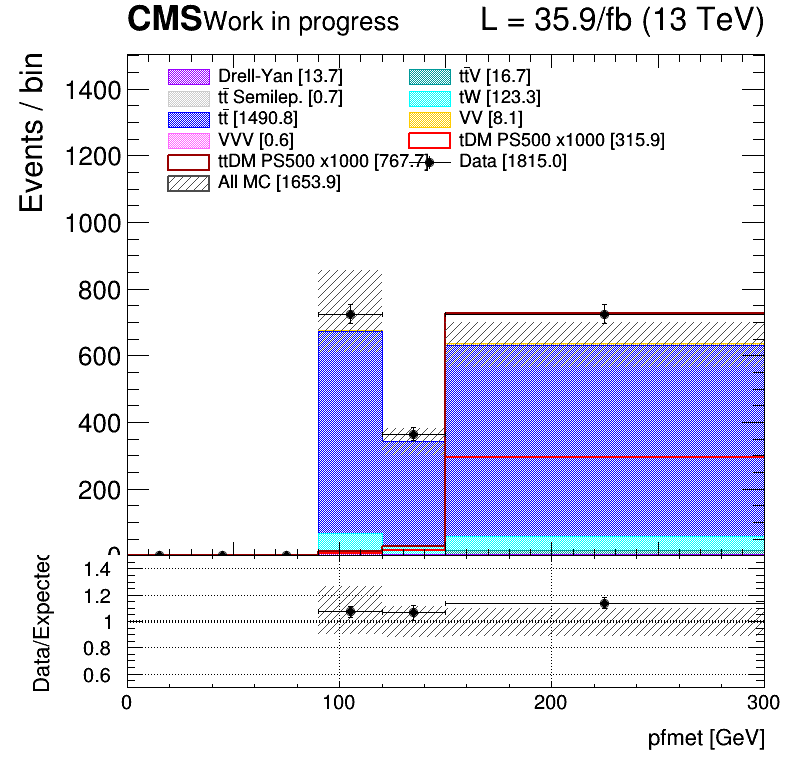 CMS Work in progress L = 35.9/fb (13 TeV)
Events / bin
1400
1200
1000
800
600
400
200
0
Drell-Yan [13.7] tt̄V [16.7]
tt̄ Semilep. [0.7] tW [123.3]
tt̄ [1490.8] VV [8.1]
VVV [0.6] tDM PS500 x1000 [315.9]
ttDM PS500 x1000 [767.7] Data [1815.0]
All MC [1653.9]
Data/Expected
1.4
1.2
1
0.8
0.6
0 100 200 300
pfmet [GeV]